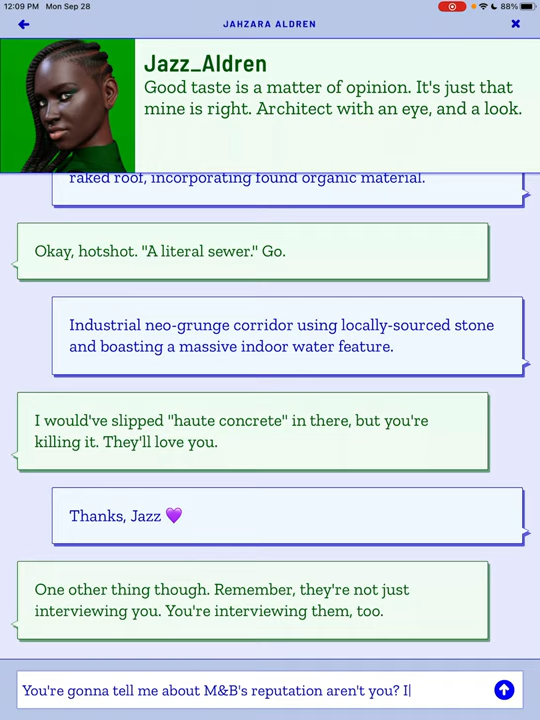 12:09 PM Mon Sep 28
88%
JAHZARA ALDREN
Jazz_Aldren
Good taste is a matter of opinion. It's just that
mine is right. Architect with an eye, and a look.
raked roof, incorporating found organic material.
Okay, hotshot. "A literal sewer." Go.
Industrial neo-grunge corridor using locally-sourced stone
and boasting a massive indoor water feature.
I would've slipped "haute concrete" in there, but you're
killing it. They'll love you.
Thanks, Jazz 💜
One other thing though. Remember, they're not just
interviewing you. You're interviewing them, too.
You're gonna tell me about M&B's reputation aren't you? I